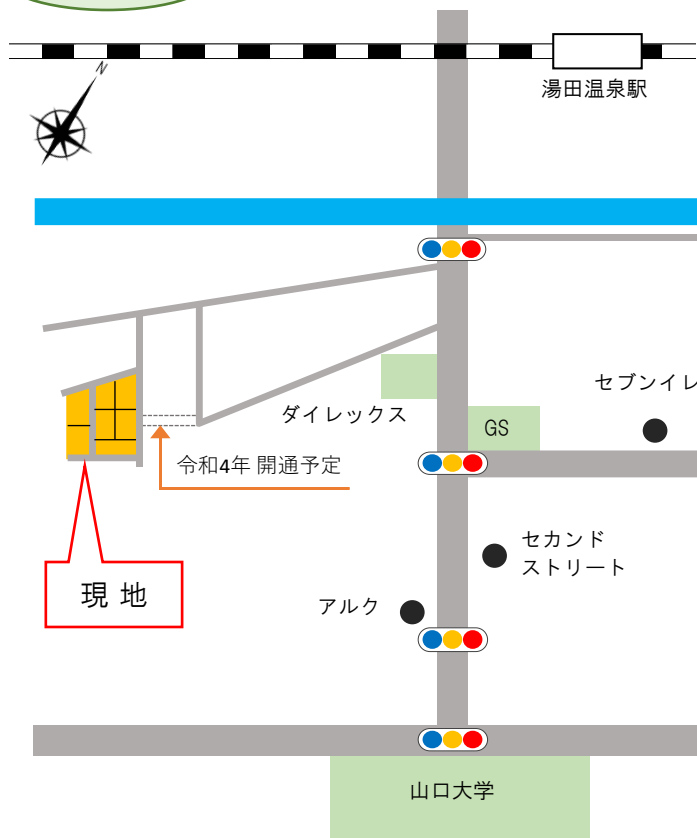 N
湯田温泉駅
セブンイレ
ダイレックス
GS
令和4年 開通予定
セカンド
ストリート
現 地
アルク
山口大学